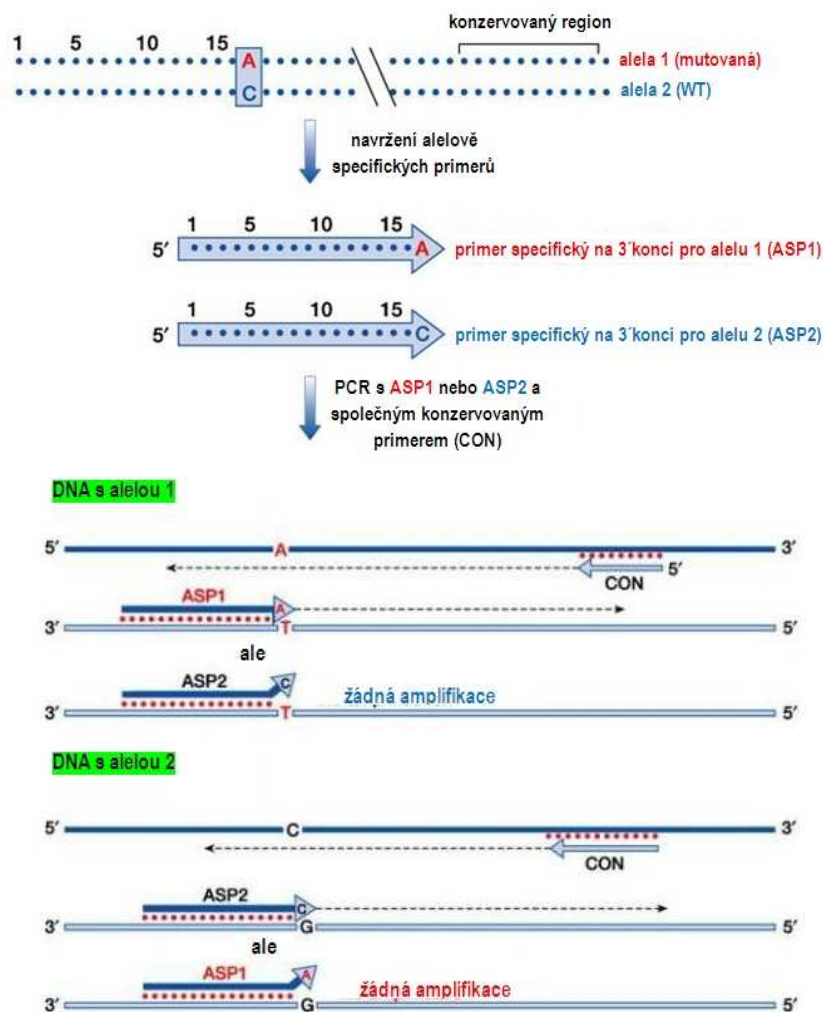 konzervovaný region
1 5 10 15
A alela 1 (mutovaná)
C alela 2 (WT)
navržení alelově
specifických primerů
1 5 10 15
5′ A primer specifický na 3´konci pro alelu 1 (ASP1)
1 5 10 15
5′ C primer specifický na 3´konci pro alelu 2 (ASP2)
PCR s ASP1 nebo ASP2 a
společným konzervovaným
primerem (CON)
DNA s alelou 1
5′ A 3′
CON 5′
ASP1
A
3′ T 5′
ale
ASP2
C žádná amplifikace
3′ T 5′
DNA s alelou 2
5′ C 3′
CON
ASP2
C
3′ G 5′
ale
ASP1
A žádná amplifikace
3′ G 5′